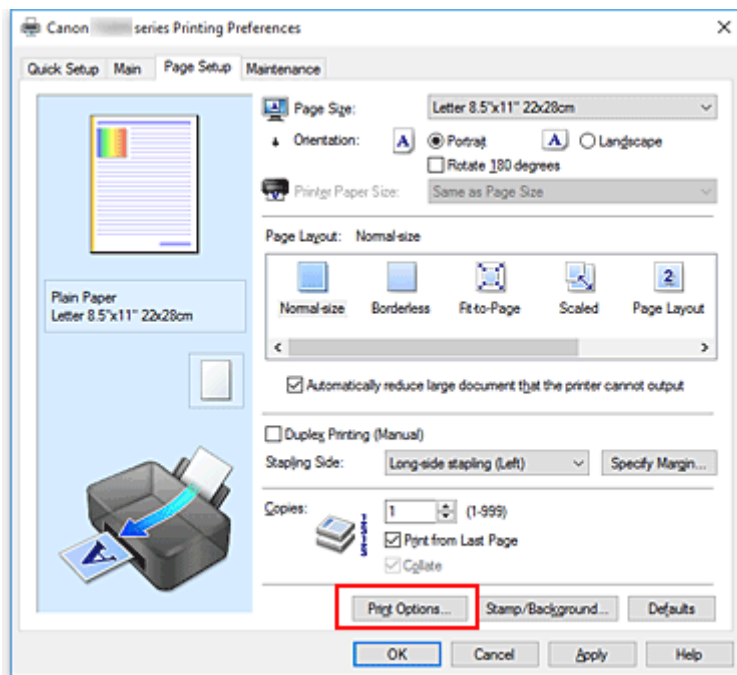 Canon series Printing Preferences
Quick Setup Main Page Setup Maintenance
Page Size: Letter 8.5"x11" 22x28cm
Orientation: A Portrait A Landscape
Rotate 180 degrees
Printer Paper Size: Same as Page Size
Page Layout: Normal-size
2
Normal-size Borderless Fit-to-Page Scaled Page Layout
Plain Paper
Letter 8.5"x11" 22x28cm
Automatically reduce large document that the printer cannot output
Duplex Printing (Manual)
Stapling Side: Long-side stapling (Left) Specify Margin...
Copies: 1 (1-999)
Print from Last Page
Collate
A
Print Options... Stamp/Background... Defaults
OK Cancel Apply Help